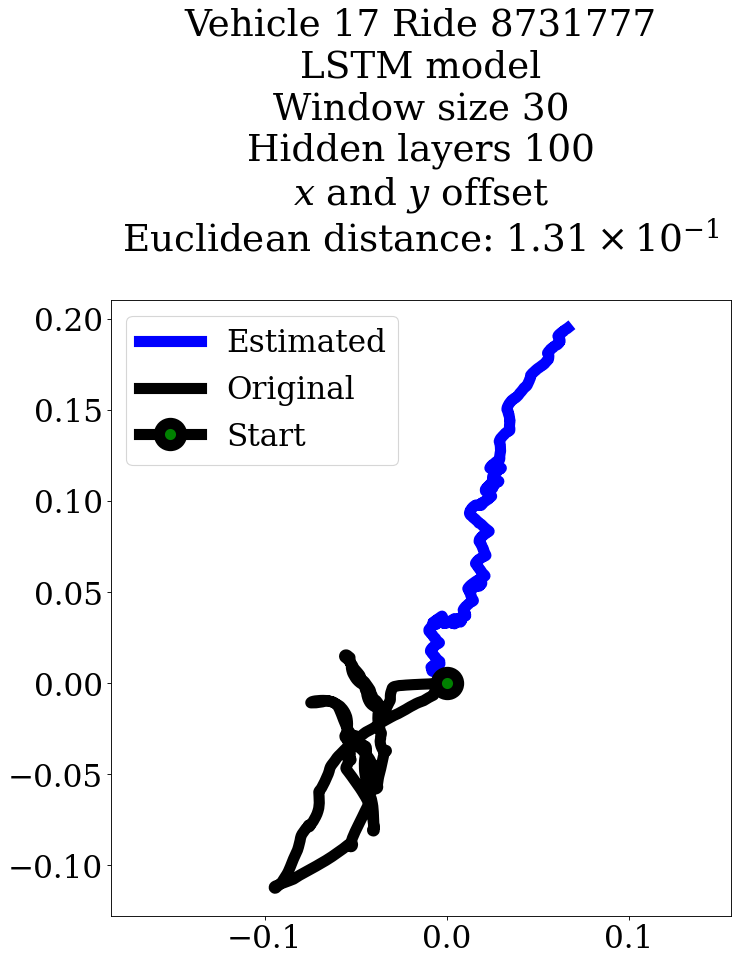 Vehicle 17 Ride 8731777
LSTM model
Window size 30
Hidden layers 100
x and y offset
Euclidean distance: 1.31 × 10⁻¹
Estimated
Original
Start
0.20
0.15
0.10
0.05
0.00
−0.05
−0.10
−0.1 0.0 0.1